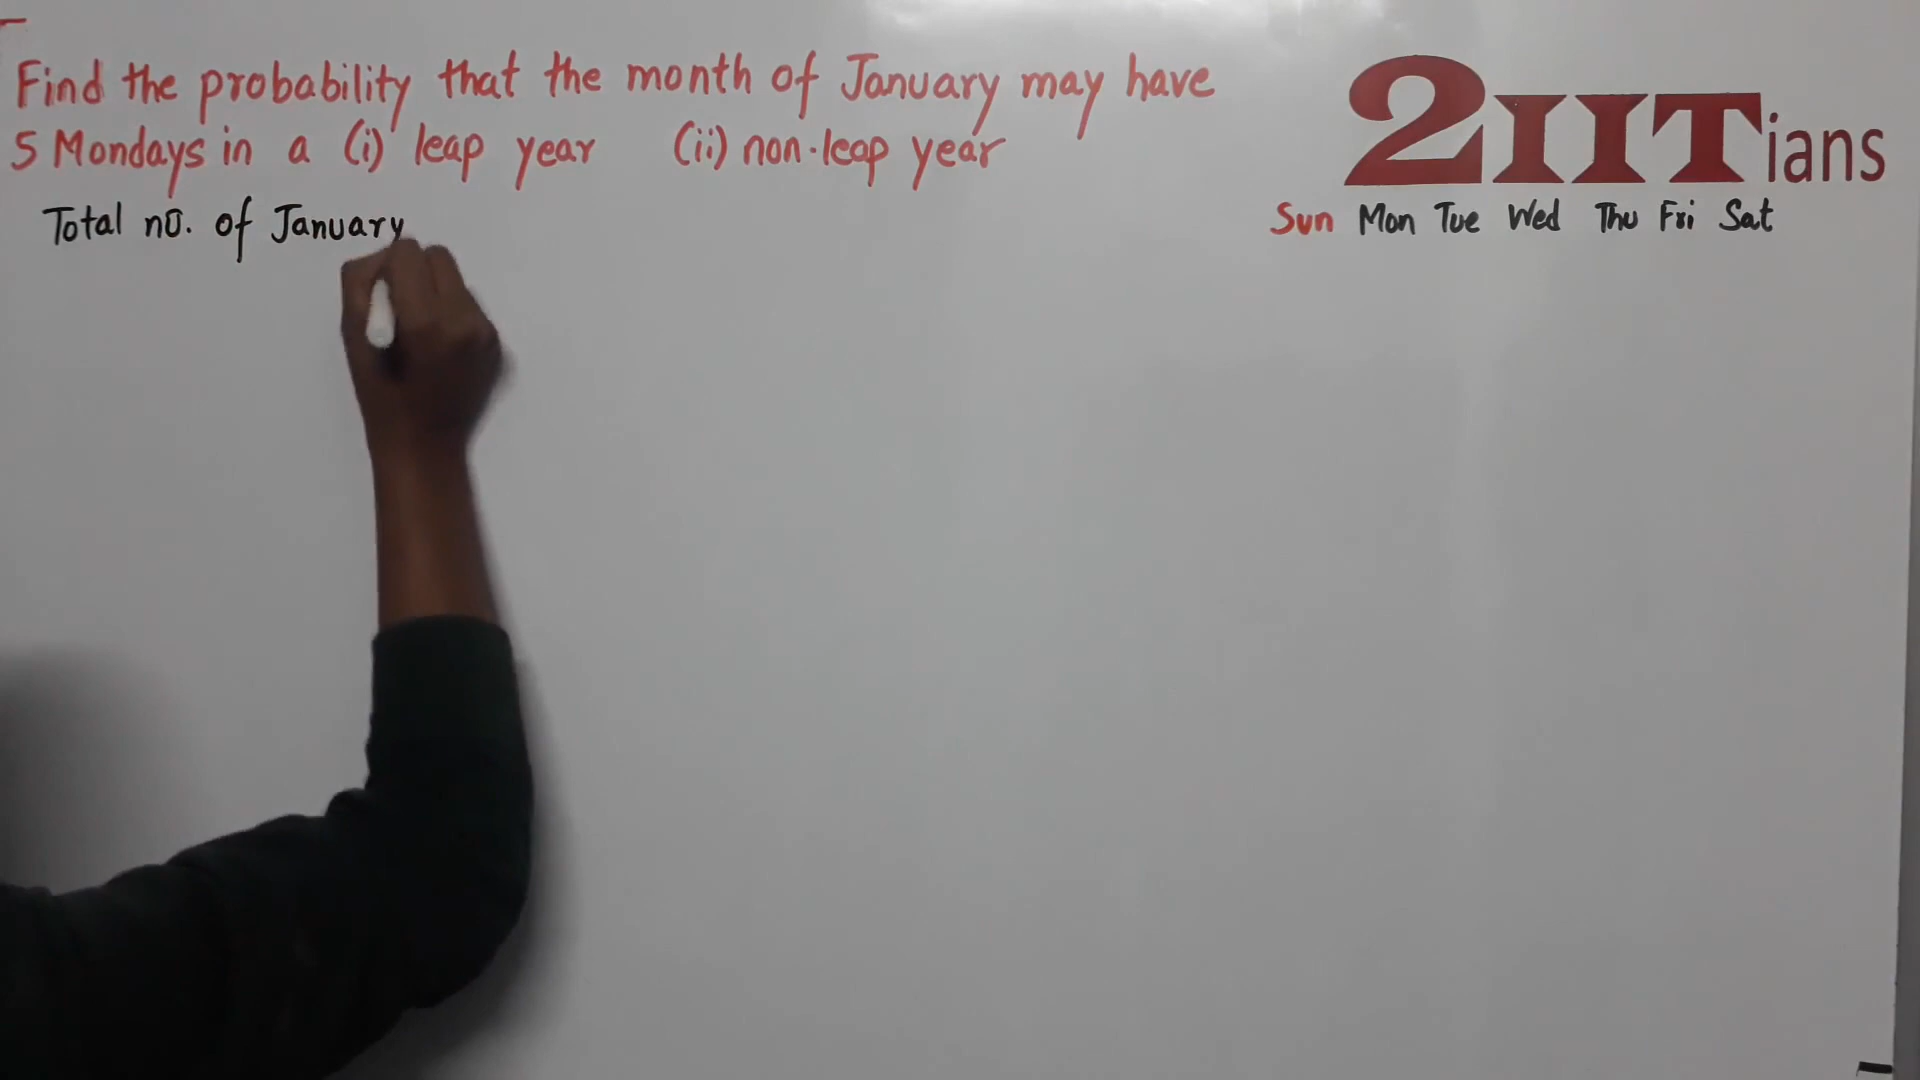 Find the probability that the month of January may have
5 Mondays in a (i) leap year (ii) non-leap year
2IITians
Total no. of January
Sun Mon Tue Wed Thu Fri Sat